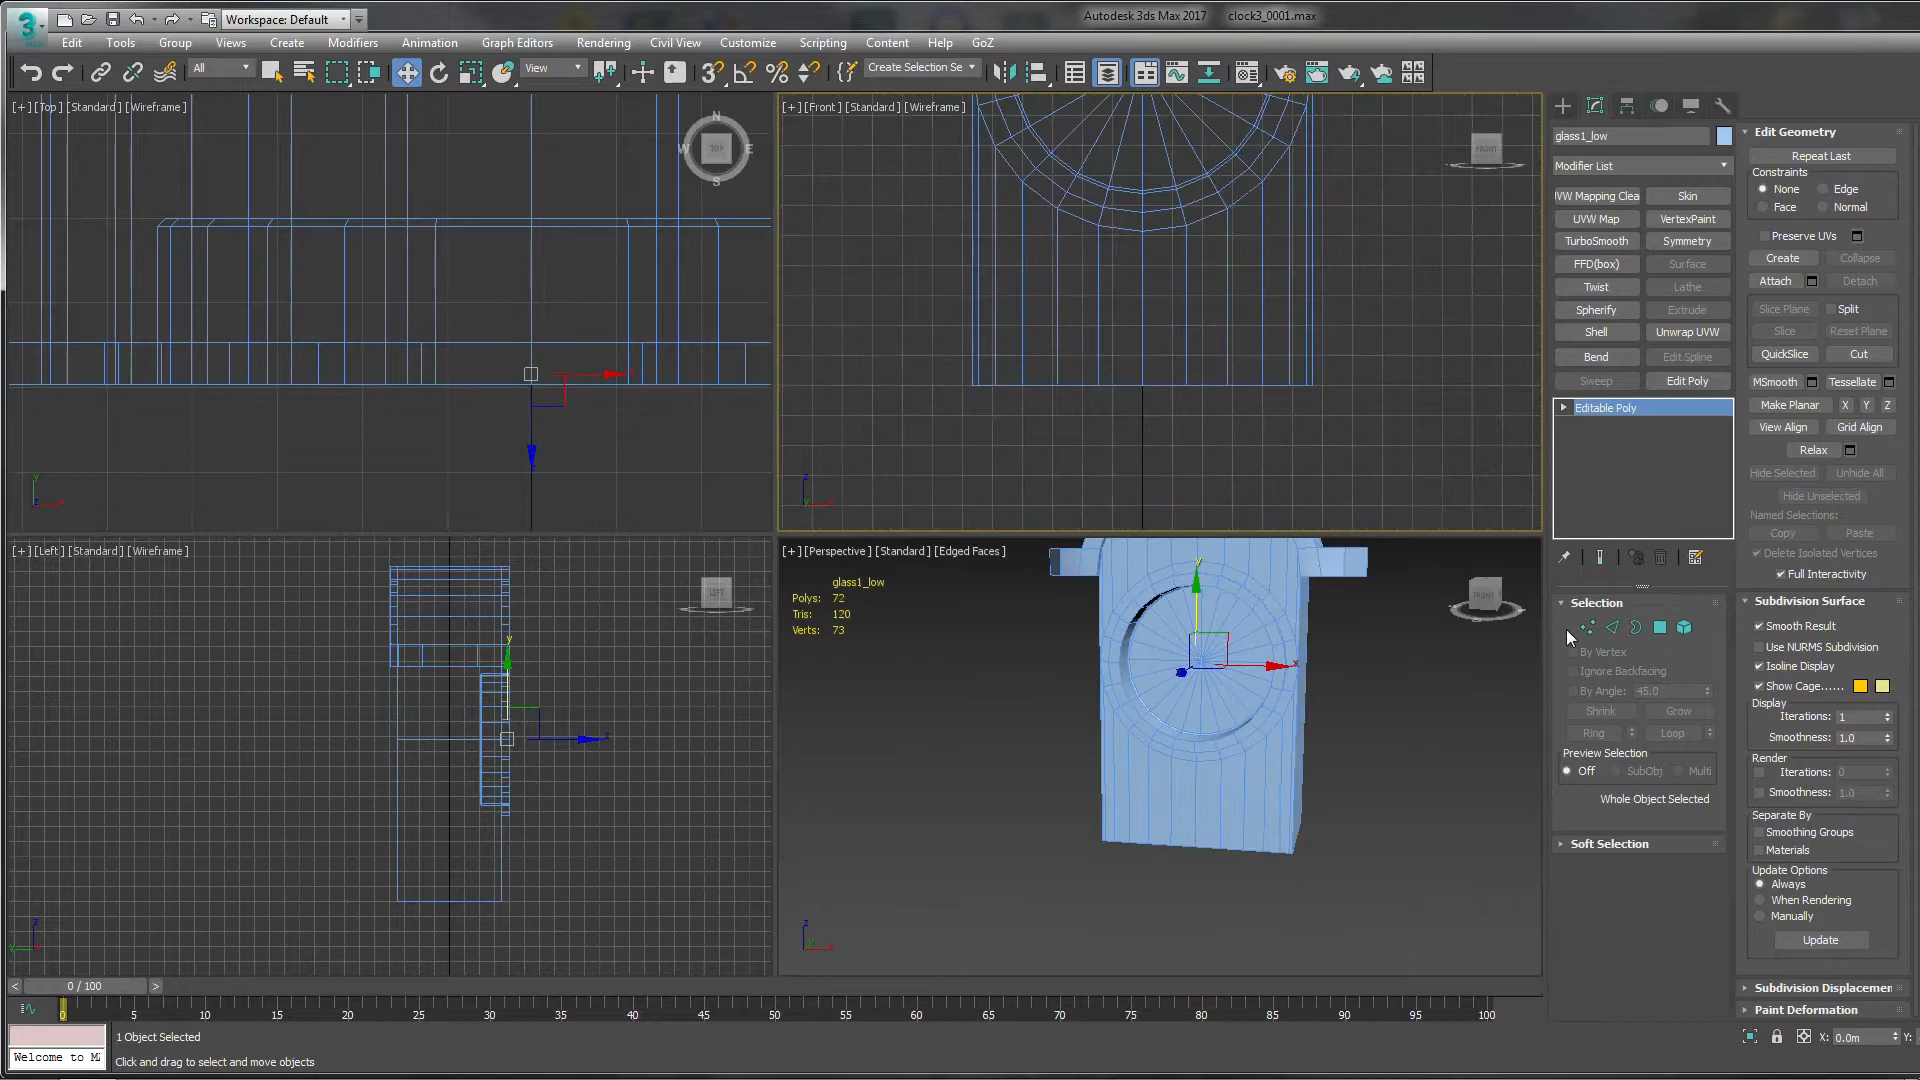 Workspace: Default
Autodesk 3ds Max 2017 clock3_0001.max
Edit Tools Group Views Create Modifiers Animation Graph Editors Rendering Civil View Customize Scripting Content Help GoZ
All View Create Selection Se
[+] [Top] [Standard] [Wireframe]
N
W TOP E
S
[+] [Front] [Standard] [Wireframe]
FRONT
[+] [Left] [Standard] [Wireframe]
LEFT
[+] [Perspective] [Standard] [Edged Faces]
glass1_low
Polys: 72
Tris: 120
Verts: 73
FRONT
glass1_low
Modifier List
UVW Mapping Clea Skin
UVW Map VertexPaint
TurboSmooth Symmetry
FFD(box) Surface
Twist Lathe
Spherify Extrude
Shell Unwrap UVW
Bend Edit Spline
Sweep Edit Poly
Editable Poly
Selection
By Vertex
Ignore Backfacing
By Angle: 45.0
Shrink Grow
Ring Loop
Preview Selection
Off SubObj Multi
Whole Object Selected
Soft Selection
Edit Geometry
Repeat Last
Constraints
None Edge
Face Normal
Preserve UVs
Create Collapse
Attach Detach
Slice Plane Split
Slice Reset Plane
QuickSlice Cut
MSmooth Tessellate
Make Planar X Y Z
View Align Grid Align
Relax
Hide Selected Unhide All
Hide Unselected
Named Selections:
Copy Paste
Delete Isolated Vertices
Full Interactivity
Subdivision Surface
Smooth Result
Use NURMS Subdivision
Isoline Display
Show Cage......
Display
Iterations: 1
Smoothness: 1.0
Render
Iterations: 0
Smoothness: 1.0
Separate By
Smoothing Groups
Materials
Update Options
Always
When Rendering
Manually
Update
Subdivision Displacemen
Paint Deformation
< 0 / 100 >
0 5 10 15 20 25 30 35 40 45 50 55 60 65 70 75 80 85 90 95 100
1 Object Selected
Welcome to M
Click and drag to select and move objects
X: 0.0m Y: